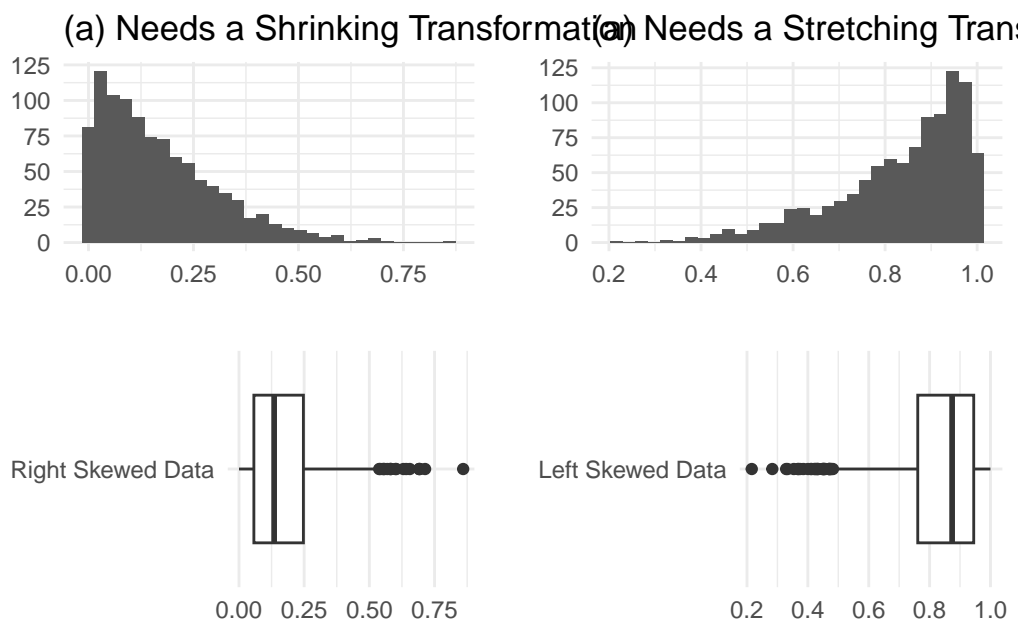 (a) Needs a Shrinking Transformation
(a) Needs a Stretching Trans
125
100
75
50
25
0
0.00 0.25 0.50 0.75
125
100
75
50
25
0
0.2 0.4 0.6 0.8 1.0
Right Skewed Data
0.00 0.25 0.50 0.75
Left Skewed Data
0.2 0.4 0.6 0.8 1.0